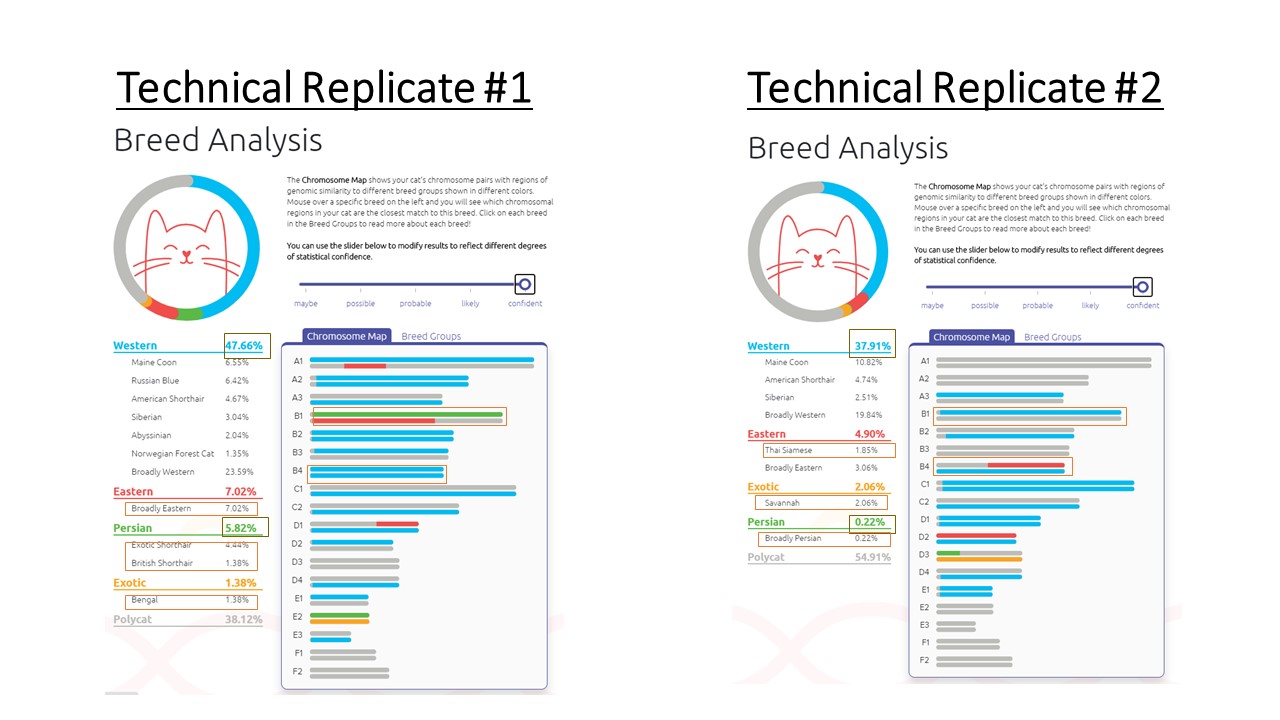 Technical Replicate #1
Breed Analysis
The Chromosome Map shows your cat's chromosome pairs with regions of
genomic similarity to different breed groups shown in different colors.
Mouse over a specific breed on the left and you will see which chromosomal
regions in your cat are the closest match to this breed. Click on each breed
in the Breed Groups to read more about each breed!
You can use the slider below to modify results to reflect different degrees
of statistical confidence.
maybe possible probable likely confident
Western 47.66%
Maine Coon 6.55%
Russian Blue 6.42%
American Shorthair 4.67%
Siberian 3.04%
Abyssinian 2.04%
Norwegian Forest Cat 1.35%
Broadly Western 23.59%
Eastern 7.02%
Broadly Eastern 7.02%
Persian 5.82%
Exotic Shorthair 4.44%
British Shorthair 1.38%
Exotic 1.38%
Bengal 1.38%
Polycat 38.12%
Chromosome Map Breed Groups
A1
A2
A3
B1
B2
B3
B4
C1
C2
D1
D2
D3
D4
E1
E2
E3
F1
F2
Technical Replicate #2
Breed Analysis
The Chromosome Map shows your cat's chromosome pairs with regions of
genomic similarity to different breed groups shown in different colors.
Mouse over a specific breed on the left and you will see which chromosomal
regions in your cat are the closest match to this breed. Click on each breed
in the Breed Groups to read more about each breed!
You can use the slider below to modify results to reflect different degrees
of statistical confidence.
maybe possible probable likely confident
Western 37.91%
Maine Coon 10.82%
American Shorthair 4.74%
Siberian 2.51%
Broadly Western 19.84%
Eastern 4.90%
Thai Siamese 1.85%
Broadly Eastern 3.06%
Exotic 2.06%
Savannah 2.06%
Persian 0.22%
Broadly Persian 0.22%
Polycat 54.91%
Chromosome Map Breed Groups
A1
A2
A3
B1
B2
B3
B4
C1
C2
D1
D2
D3
D4
E1
E2
E3
F1
F2